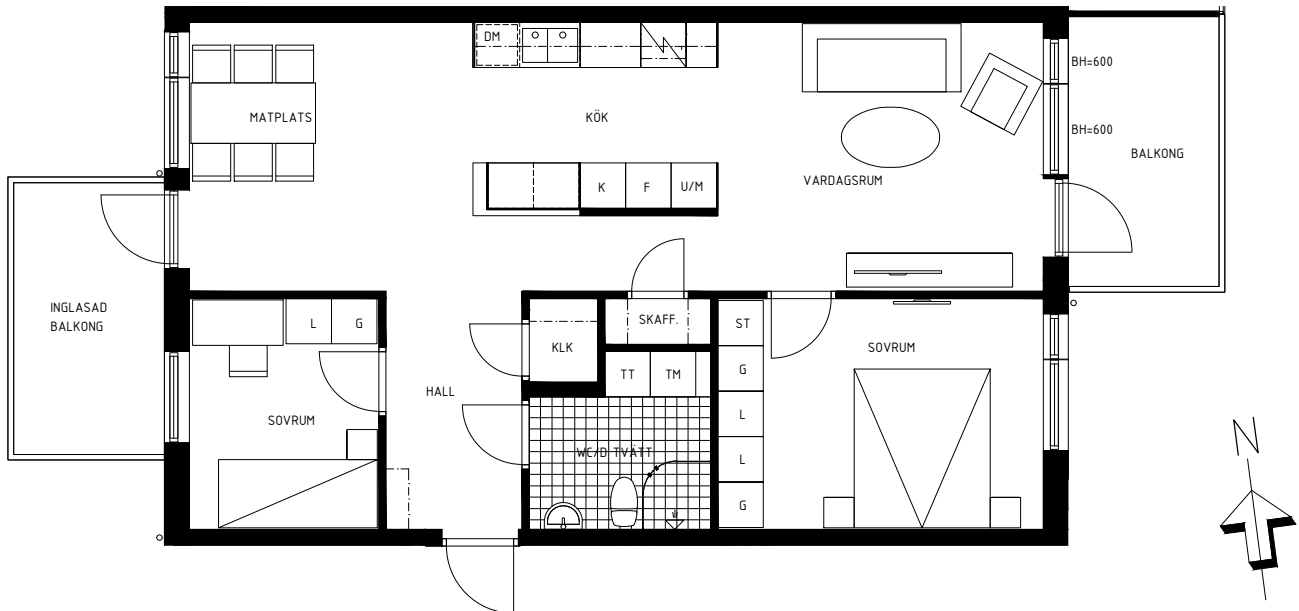 DM
BH=600
MATPLATS
KÖK
BH=600
BALKONG
VARDAGSRUM
K
F
U/M
INGLASAD
BALKONG
L
G
SKAFF.
ST
KLK
SOVRUM
TT
TM
G
HALL
L
SOVRUM
WC/D TVÄTT
L
G
N